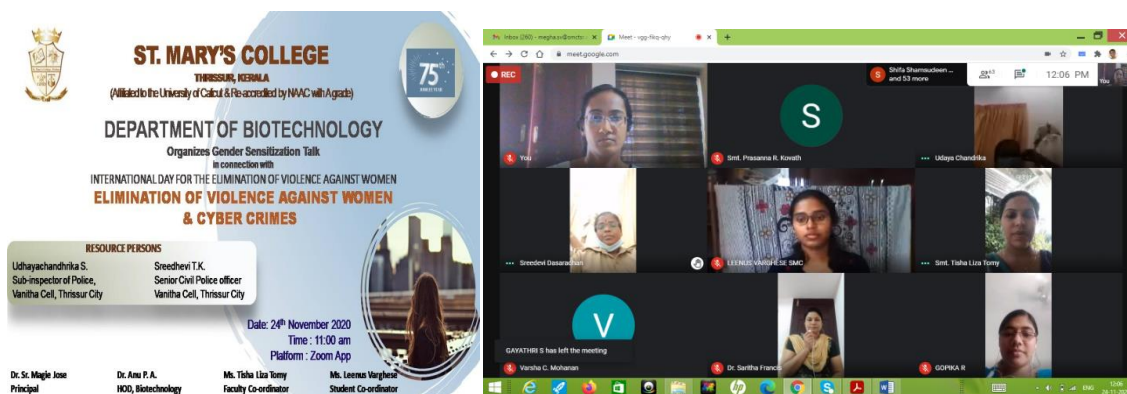 ST. MARY'S COLLEGE
THRISSUR, KERALA
(Affiliated to the University of Calicut & Re-accredited by NAAC with A grade)
75
DEPARTMENT OF BIOTECHNOLOGY
Organizes Gender Sensitization Talk
in connection with
INTERNATIONAL DAY FOR THE ELIMINATION OF VIOLENCE AGAINST WOMEN
ELIMINATION OF VIOLENCE AGAINST WOMEN
& CYBER CRIMES
RESOURCE PERSONS
Udhayachandhrika S.
Sub-inspector of Police,
Vanitha Cell, Thrissur City
Sreedhevi T.K.
Senior Civil Police officer
Vanitha Cell, Thrissur City
Date: 24th November 2020
Time : 11:00 am
Platform : Zoom App
Dr. Sr. Magie Jose
Principal
Dr. Anu P. A.
HOD, Biotechnology
Ms. Tisha Liza Tomy
Faculty Co-ordinator
Ms. Leenus Varghese
Student Co-ordinator
Inbox (260) -
Meet -
meet.google.com
REC
S
Shifa Shamsudeen ...
and 53 more
63
12:06 PM
You
S
You
Smt. Prasanna R. Kovath
Udaya Chandrika
Sreedevi Dasaradhan
LEENUS VARGHESE SMC
Smt. Tisha Liza Tomy
V
GAYATHRI S has left the meeting
Varsha C. Mohanan
Dr. Saritha Francis
GOPIKA R
ENG
12:06